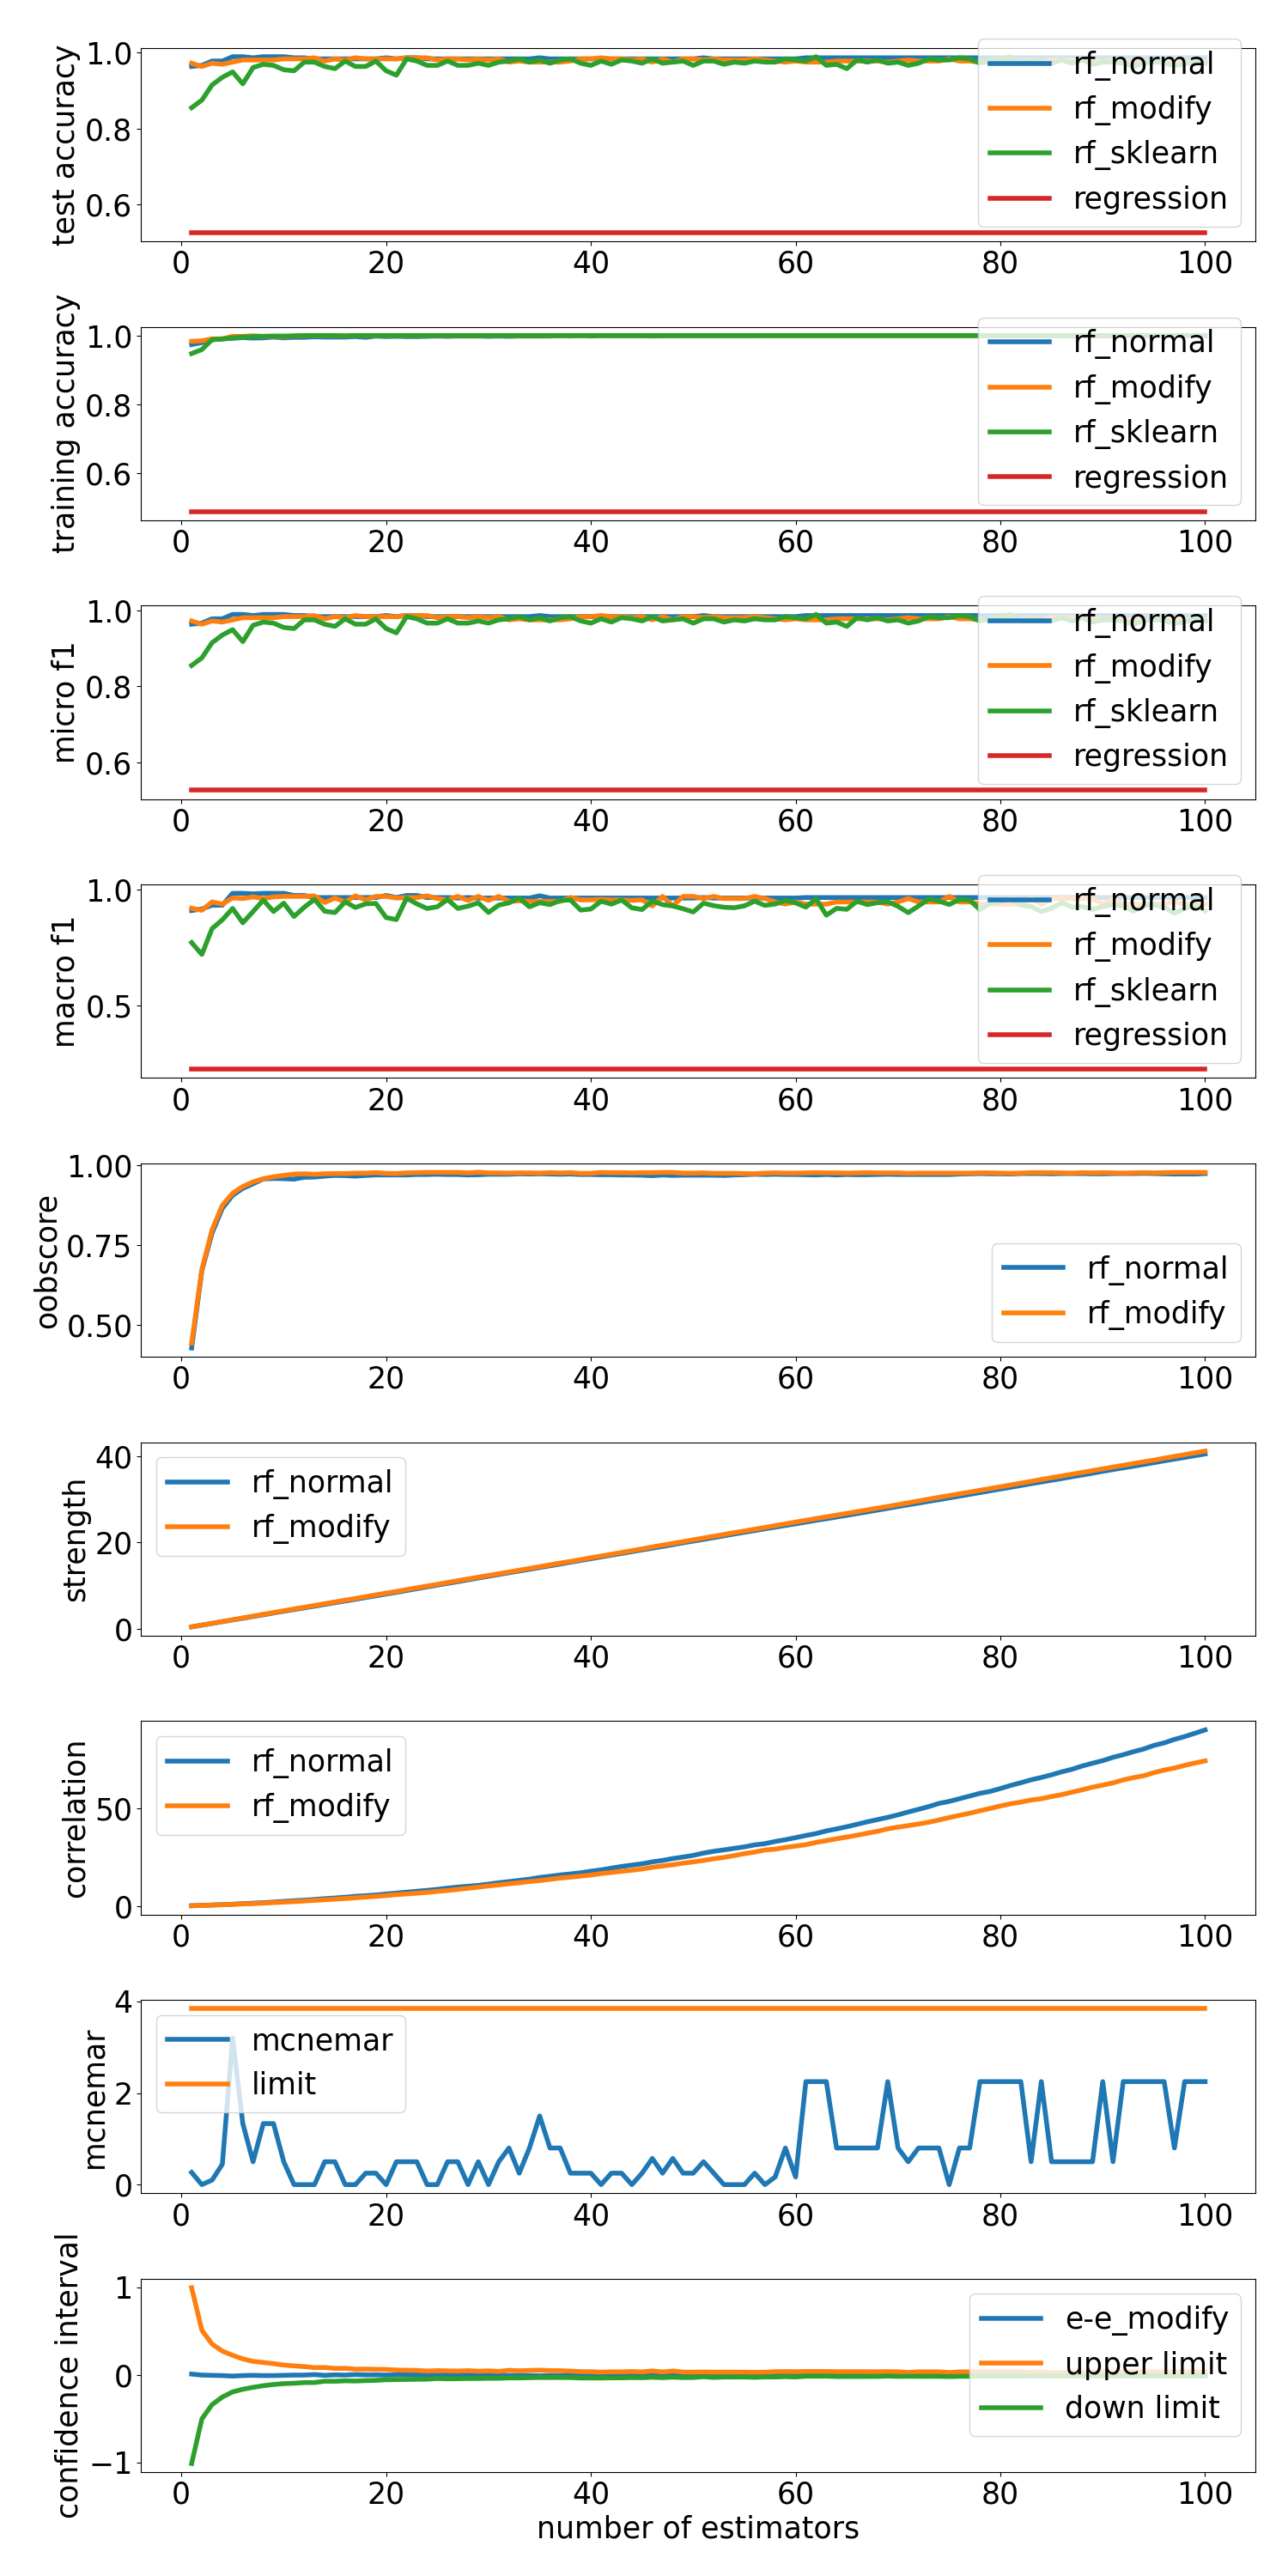 test accuracy
1.0
0.8
0.6
rf_normal
rf_modify
rf_sklearn
regression
0 20 40 60 80 100
training accuracy
1.0
0.8
0.6
rf_normal
rf_modify
rf_sklearn
regression
0 20 40 60 80 100
micro f1
1.0
0.8
0.6
rf_normal
rf_modify
rf_sklearn
regression
0 20 40 60 80 100
macro f1
1.0
0.5
rf_normal
rf_modify
rf_sklearn
regression
0 20 40 60 80 100
oobscore
1.00
0.75
0.50
rf_normal
rf_modify
0 20 40 60 80 100
strength
40
20
0
rf_normal
rf_modify
0 20 40 60 80 100
correlation
50
0
rf_normal
rf_modify
0 20 40 60 80 100
mcnemar
4
2
0
mcnemar
limit
0 20 40 60 80 100
confidence interval
1
0
−1
e-e_modify
upper limit
down limit
0 20 40 60 80 100
number of estimators